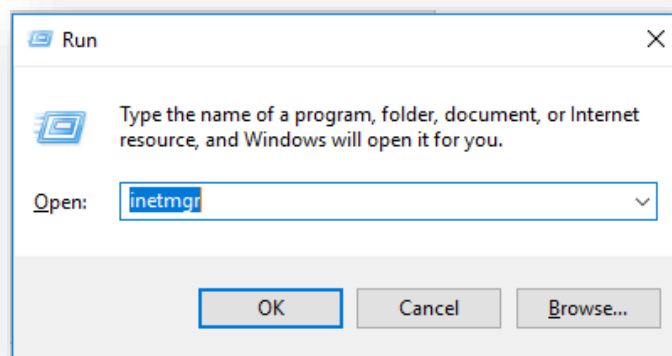 Run
Type the name of a program, folder, document, or Internet
resource, and Windows will open it for you.
Open: inetmgr
OK Cancel Browse...